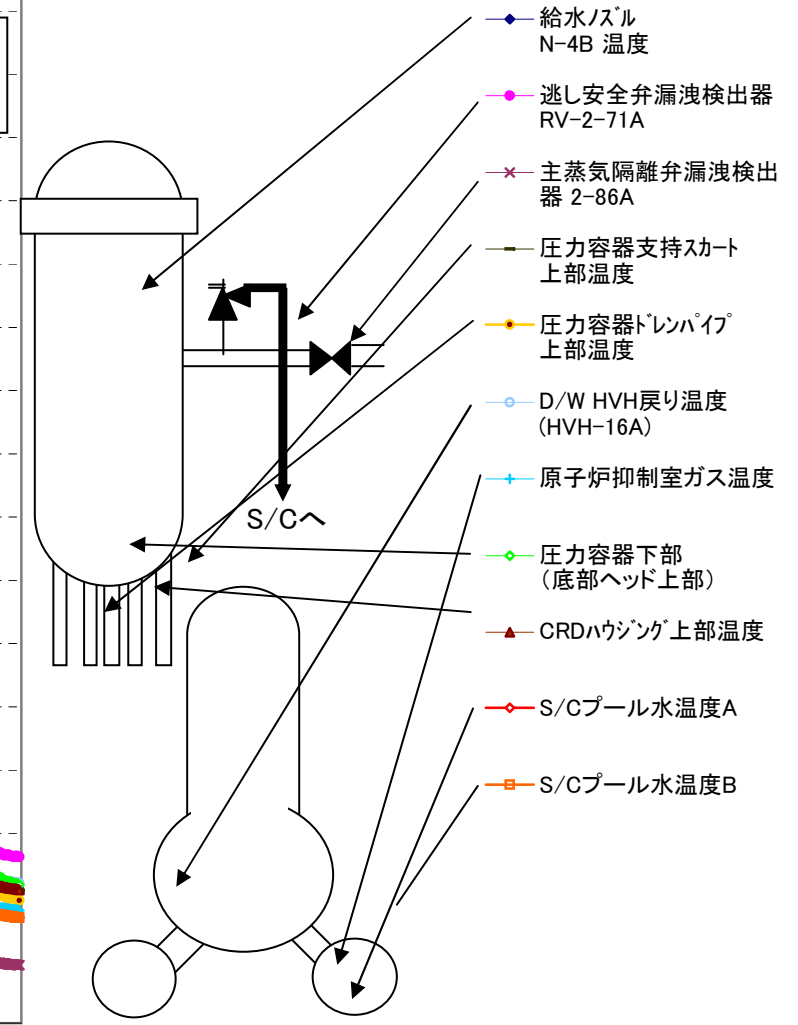 給水ノズル
N-4B 温度
逃し安全弁漏洩検出器
RV-2-71A
主蒸気隔離弁漏洩検出
器 2-86A
圧力容器支持スカート
上部温度
圧力容器ドレンパイプ
上部温度
D/W HVH戻り温度
(HVH-16A)
原子炉抑制室ガス温度
S/Cへ
圧力容器下部
（底部ヘッド上部）
CRDハウジング上部温度
S/Cプール水温度A
S/Cプール水温度B